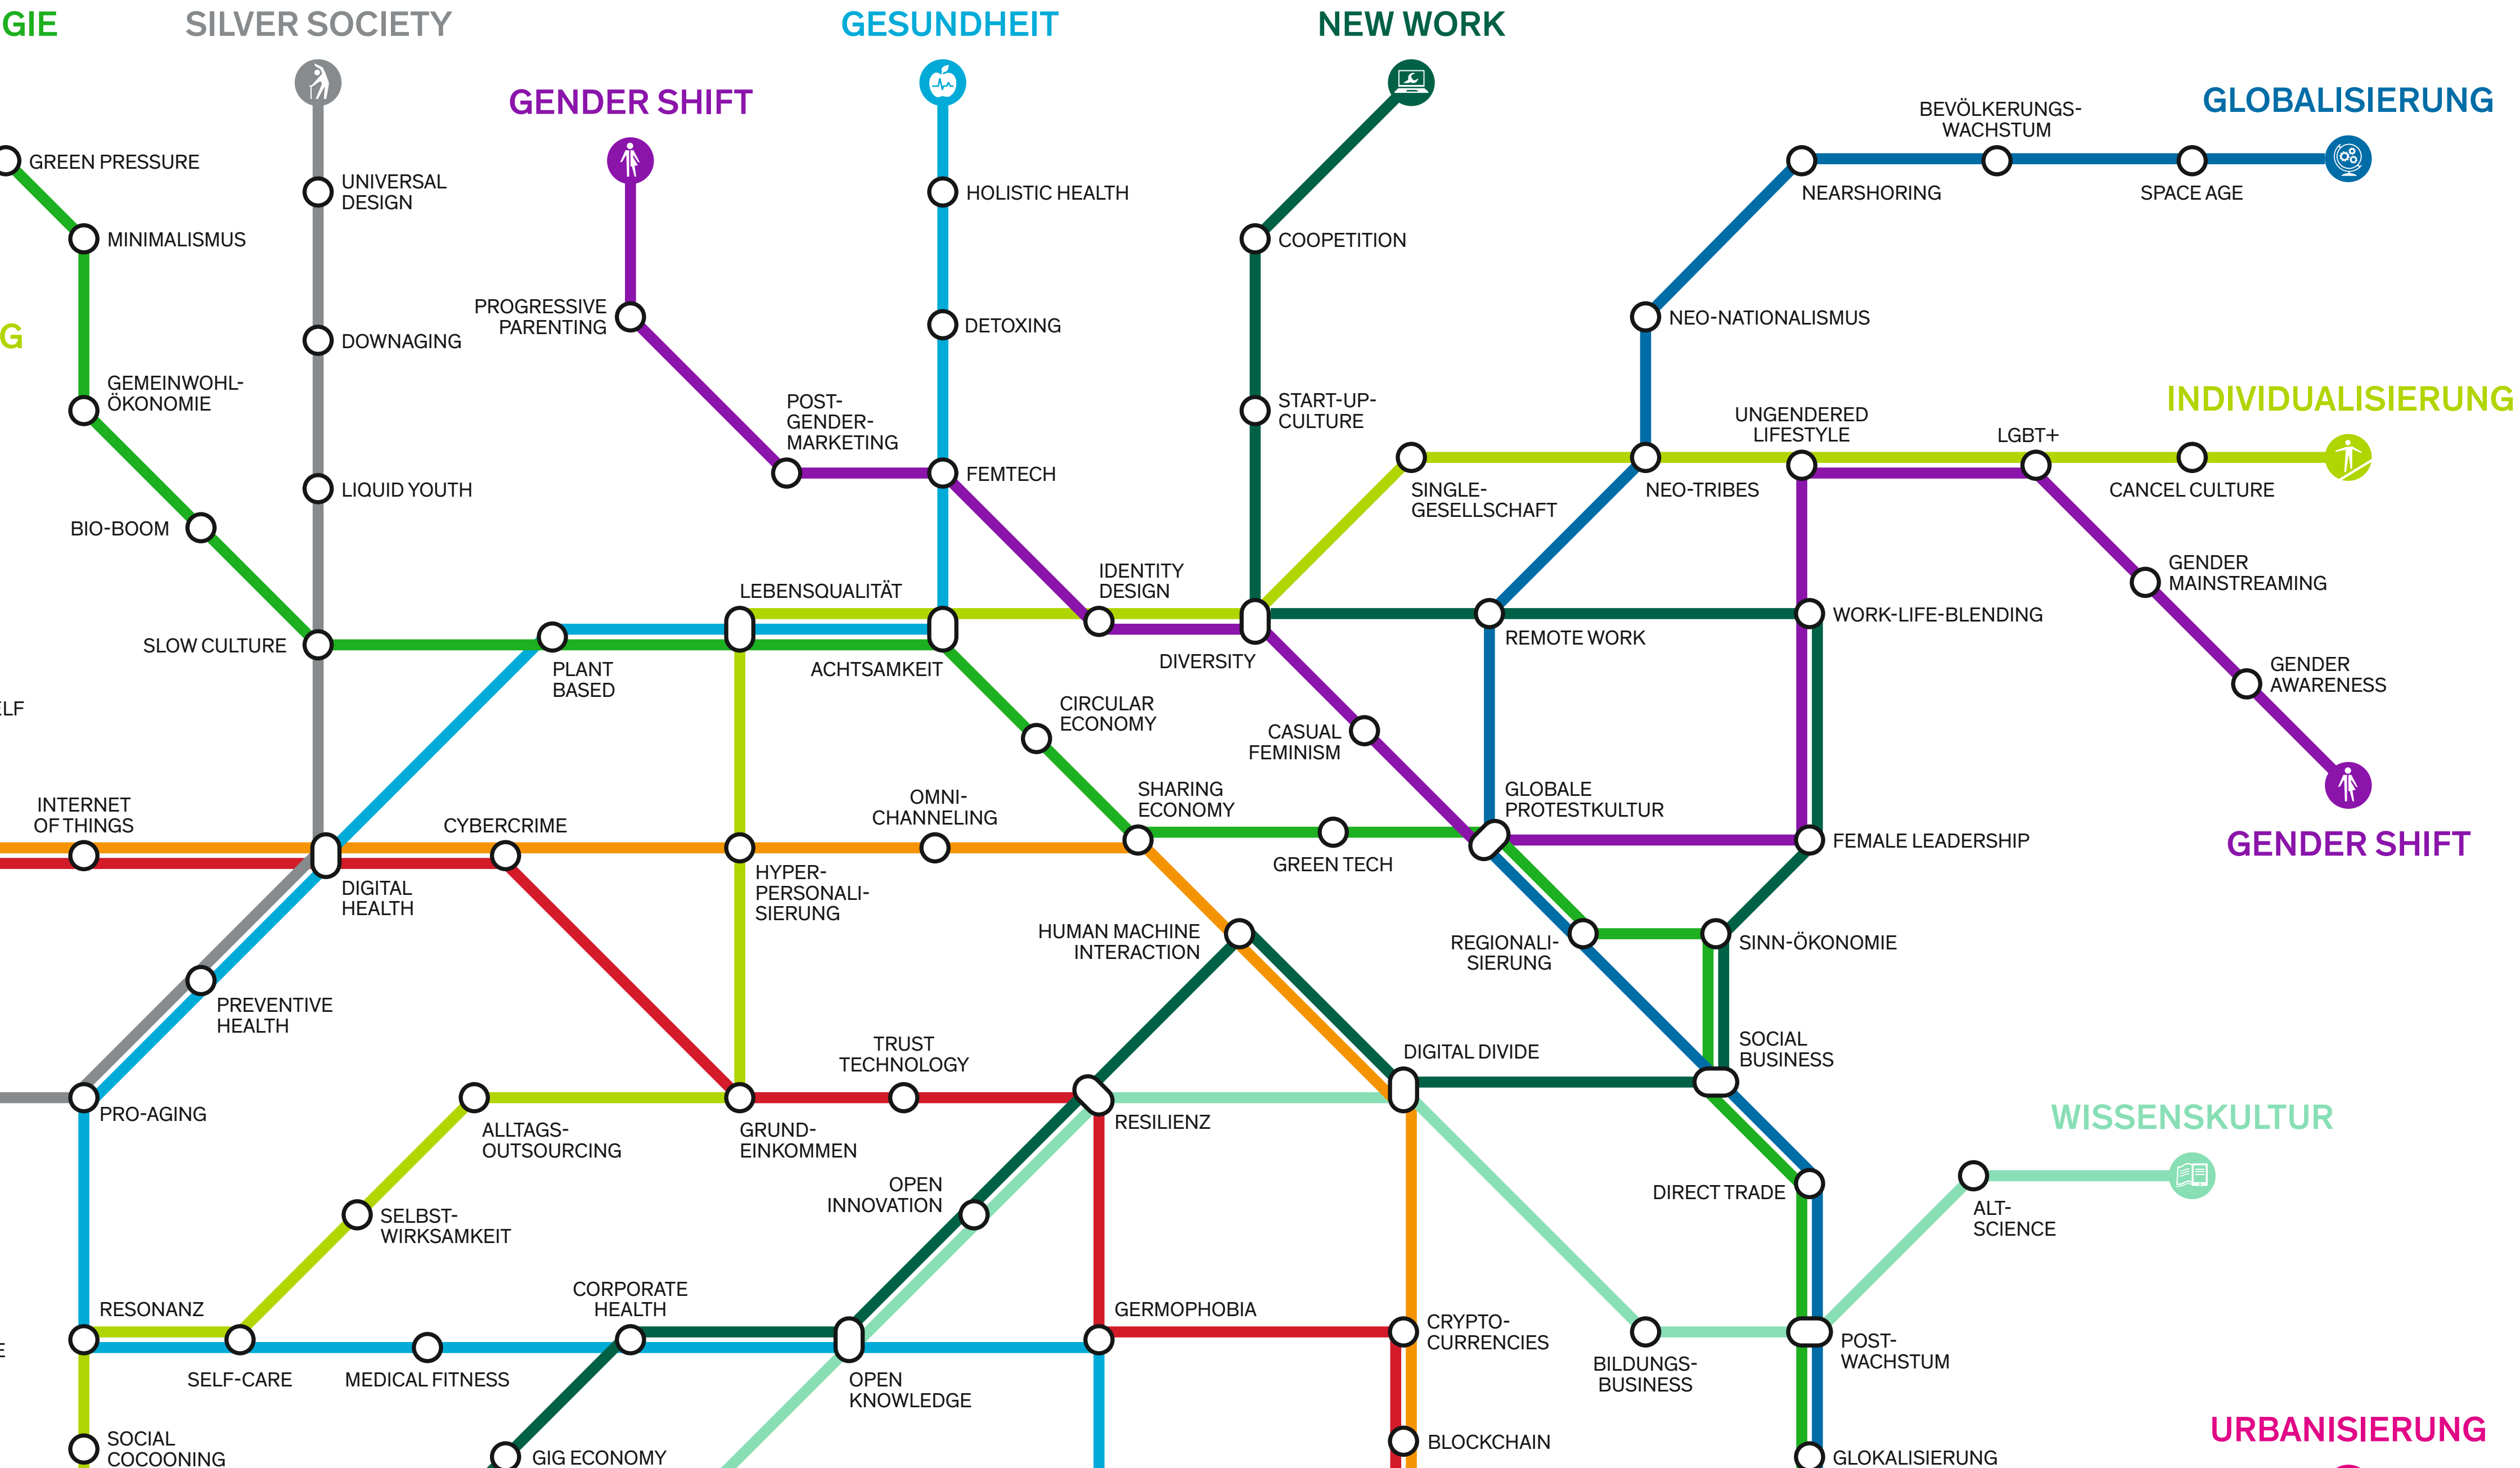 GIE
SILVER SOCIETY
GESUNDHEIT
NEW WORK
GENDER SHIFT
GLOBALISIERUNG
BEVÖLKERUNGS-
WACHSTUM
GREEN PRESSURE
UNIVERSAL
DESIGN
HOLISTIC HEALTH
NEARSHORING
SPACE AGE
MINIMALISMUS
COOPETITION
PROGRESSIVE
PARENTING
DETOXING
NEO-NATIONALISMUS
G
DOWNAGING
GEMEINWOHL-
ÖKONOMIE
POST-
GENDER-
MARKETING
START-UP-
CULTURE
UNGENDERED
LIFESTYLE
LGBT+
INDIVIDUALISIERUNG
LIQUID YOUTH
FEMTECH
SINGLE-
GESELLSCHAFT
NEO-TRIBES
CANCEL CULTURE
BIO-BOOM
LEBENSQUALITÄT
IDENTITY
DESIGN
GENDER
MAINSTREAMING
SLOW CULTURE
PLANT
BASED
ACHTSAMKEIT
DIVERSITY
REMOTE WORK
WORK-LIFE-BLENDING
GENDER
AWARENESS
ELF
CIRCULAR
ECONOMY
CASUAL
FEMINISM
INTERNET
OF THINGS
CYBERCRIME
OMNI-
CHANNELING
SHARING
ECONOMY
GLOBALE
PROTESTKULTUR
GREEN TECH
FEMALE LEADERSHIP
GENDER SHIFT
DIGITAL
HEALTH
HYPER-
PERSONALI-
SIERUNG
HUMAN MACHINE
INTERACTION
REGIONALI-
SIERUNG
SINN-ÖKONOMIE
PREVENTIVE
HEALTH
TRUST
TECHNOLOGY
DIGITAL DIVIDE
SOCIAL
BUSINESS
PRO-AGING
ALLTAGS-
OUTSOURCING
GRUND-
EINKOMMEN
RESILIENZ
WISSENSKULTUR
OPEN
INNOVATION
DIRECT TRADE
ALT-
SCIENCE
SELBST-
WIRKSAMKEIT
RESONANZ
CORPORATE
HEALTH
GERMOPHOBIA
CRYPTO-
CURRENCIES
BILDUNGS-
BUSINESS
POST-
WACHSTUM
E
SELF-CARE
MEDICAL FITNESS
OPEN
KNOWLEDGE
SOCIAL
COCOONING
GIG ECONOMY
BLOCKCHAIN
GLOKALISIERUNG
URBANISIERUNG